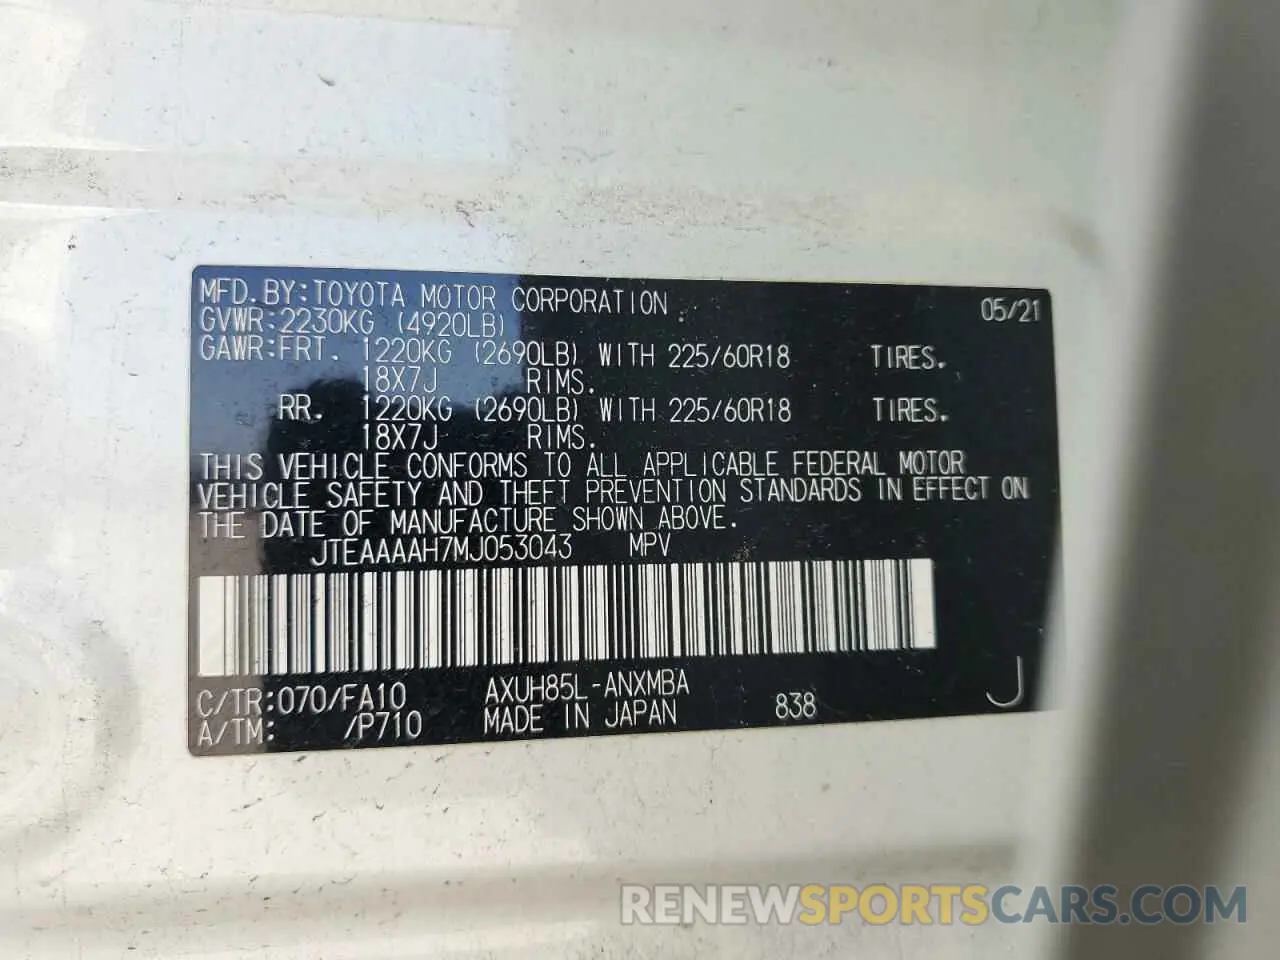 MFD.BY:TOYOTA MOTOR CORPORATION 05/21
GVWR:2230KG (4920LB)
GAWR:FRT. 1220KG (2690LB) WITH 225/60R18 TIRES.
18X7J RIMS.
RR. 1220KG (2690LB) WITH 225/60R18 TIRES.
18X7J RIMS.
THIS VEHICLE CONFORMS TO ALL APPLICABLE FEDERAL MOTOR
VEHICLE SAFETY AND THEFT PREVENTION STANDARDS IN EFFECT ON
THE DATE OF MANUFACTURE SHOWN ABOVE.
JTEAAAAH7MJ053043 MPV
C/TR:070/FA10 AXUH85L-ANXMBA
A/TM: /P710 MADE IN JAPAN 838 J
RENEWSPORTSCARS.COM